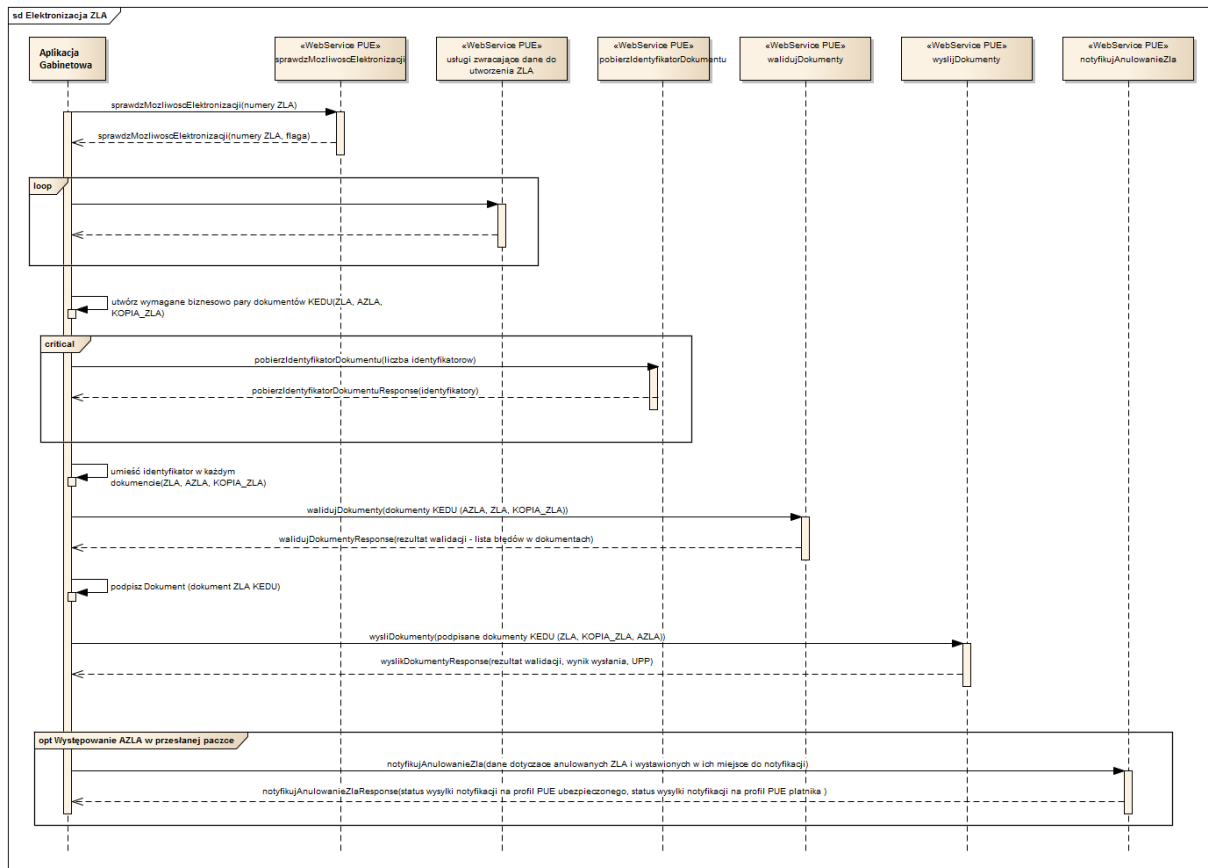 sd Elektronizacja ZLA
Aplikacja
Gabinetowa
«WebService PUE»
sprawdzMozliwoscElektronizacji
«WebService PUE»
usługi zwracające dane do
utworzenia ZLA
«WebService PUE»
pobierzIdentyfikatorDokumentu
«WebService PUE»
walidujDokumenty
«WebService PUE»
wyslijDokumenty
«WebService PUE»
notyfikujAnulowanieZla
sprawdzMozliwoscElektronizacji(numery ZLA)
sprawdzMozliwoscElektronizacji(numery ZLA, flaga)
loop
utwórz wymagane biznesowo pary dokumentów KEDU(ZLA, AZLA,
KOPIA_ZLA)
critical
pobierzIdentyfikatorDokumentu(liczba identyfikatorow)
pobierzIdentyfikatorDokumentuResponse(identyfikatory)
umieść identyfikator w każdym
dokumencie(ZLA, AZLA, KOPIA_ZLA)
walidujDokumenty(dokumenty KEDU (AZLA, ZLA, KOPIA_ZLA))
walidujDokumentyResponse(rezultat walidacji - lista błędów w dokumentach)
podpisz Dokument (dokument ZLA KEDU)
wysliDokumenty(podpisane dokumenty KEDU (ZLA, KOPIA_ZLA, AZLA))
wyslikDokumentyResponse(rezultat walidacji, wynik wysłania, UPP)
opt Występowanie AZLA w przesłanej paczce
notyfikujAnulowanieZla(dane dotyczace anulowanych ZLA i wystawionych w ich miejsce do notyfikacji)
notyfikujAnulowanieZlaResponse(status wysylki notyfikacji na profil PUE ubezpieczonego, status wysylki notyfikacji na profil PUE platnika )